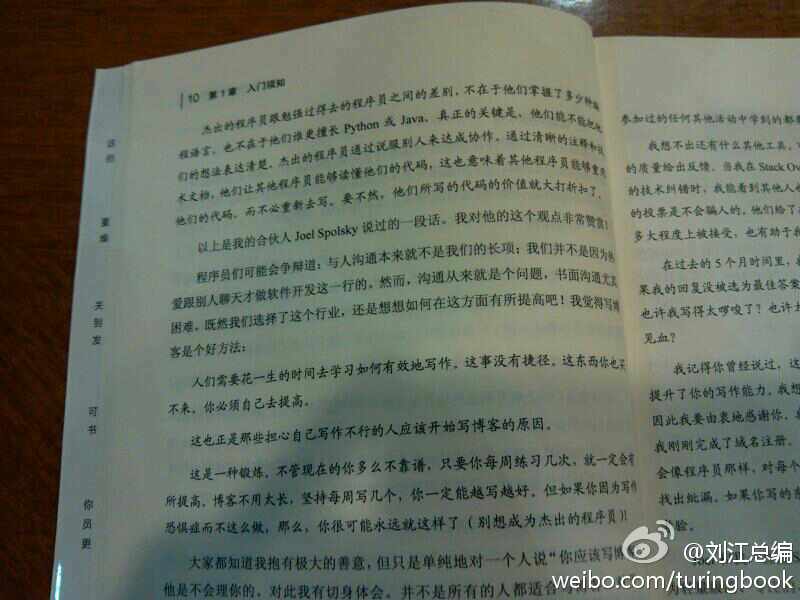 10 第1章 入门须知
杰出的程序员跟勉强过得去的程序员之间的差别，不在于他们掌握了多少种编
程语言，也不在于他们谁更擅长 Python 或 Java。真正的关键是，他们能不能把他
们的想法表达清楚。杰出的程序员通过说服别人来达成协作。通过清晰的注释和技
术文档，他们让其他程序员能够读懂他们的代码，这也意味着其他程序员能够重用
他们的代码，而不必重新去写。要不然，他们所写的代码的价值就大打折扣了。
以上是我的合伙人 Joel Spolsky 说过的一段话。我对他的这个观点非常赞赏！
程序员们可能会争辩道：与人沟通本来就不是我们的长项；我们并不是因为热
爱跟别人聊天才做软件开发这一行的。然而，沟通从来就是个问题，书面沟通尤其
困难。既然我们选择了这个行业，还是想想如何在这方面有所提高吧！我觉得写博
客是个好方法：
人们需要花一生的时间去学习如何有效地写作。这事没有捷径。这东西你也买
不来。你必须自己去提高。
这也正是那些担心自己写作不行的人应该开始写博客的原因。
这是一种锻炼。不管现在的你多么不靠谱，只要你每周练习几次，就一定会有
所提高。博客不用太长，坚持每周写几个，你一定能越写越好。但如果你因为写作
恐惧症而不这么做，那么，你很可能永远就这样了（别想成为杰出的程序员）！
大家都知道我抱有极大的善意，但只是单纯地对一个人说“你应该写博
他是不会理你的。对此我有切身体会。并不是所有的人都适合
参加过的任何其他活动中学到的都
我想不出还有什么其他工具，
的质量给出反馈。当我在 Stack Ov
的技术纠错时，我能看到其他人
的投票是不会骗人的。他们给了
多大程度上被接受，也有助于我
在过去的 5 个月时间里，我
果我的回复没被选为最佳答案
也许我写得太啰唆了？也许
见血？
我记得你曾经说过，这
提升了你的写作能力。我想
因此我要由衷地感谢你。
我刚刚完成了域名注册。
会像程序员那样，对每个
找出纰漏。如果你写的
验。
重
关
到
发
可
书
你
员
更
@刘江总编
weibo.com/turingbook